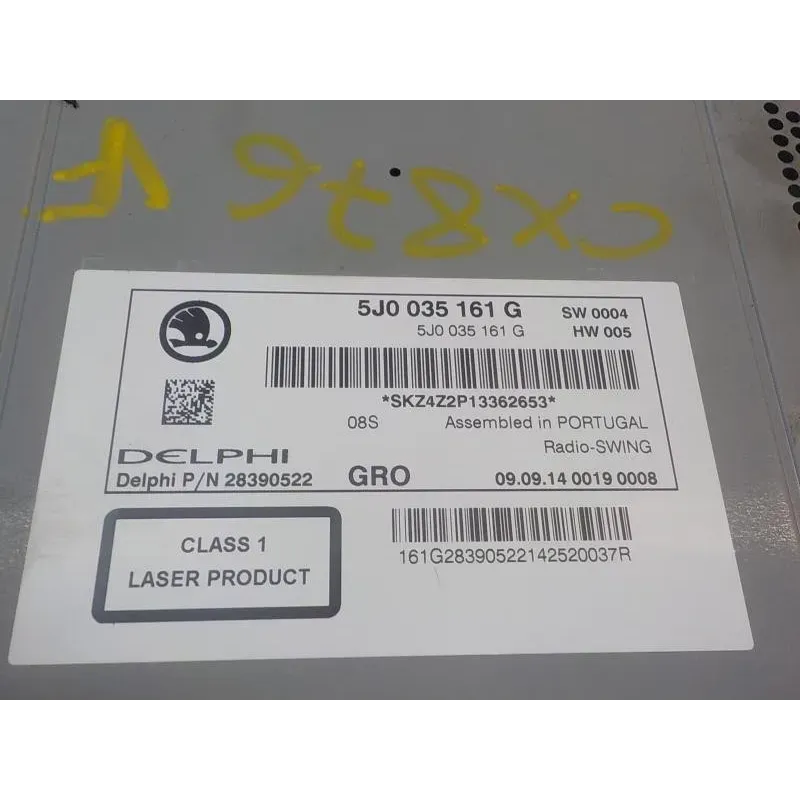 CX876 F
5J0 035 161 G SW 0004
5J0 035 161 G HW 005
*SKZ4Z2P13362653*
08S Assembled in PORTUGAL
Radio-SWING
DELPHI
Delphi P/N 28390522 GRO 09.09.14 0019 0008
CLASS 1
LASER PRODUCT
161G28390522142520037R